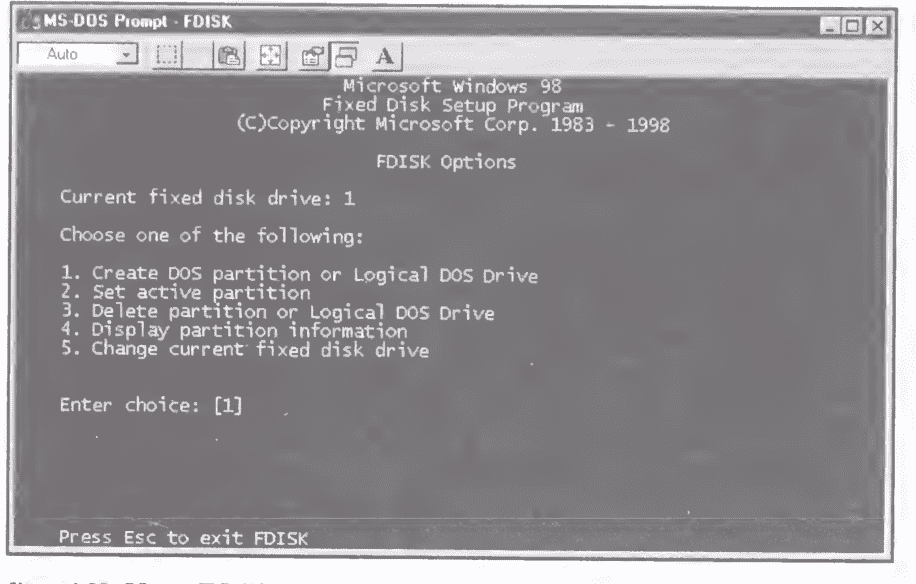 MS-DOS Prompt - FDISK
Auto
A
Microsoft Windows 98
Fixed Disk Setup Program
(C)Copyright Microsoft Corp. 1983 - 1998
FDISK Options
Current fixed disk drive: 1
Choose one of the following:
1. Create DOS partition or Logical DOS Drive
2. Set active partition
3. Delete partition or Logical DOS Drive
4. Display partition information
5. Change current fixed disk drive
Enter choice: [1]
Press Esc to exit FDISK